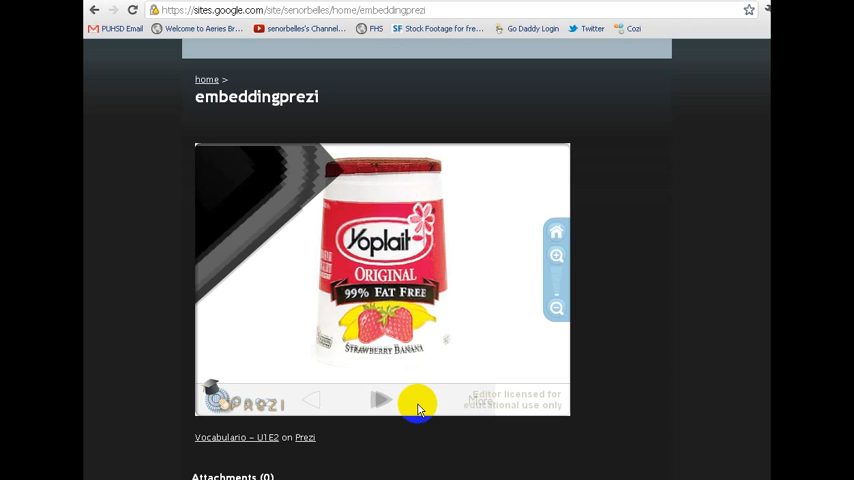 https://sites.google.com/site/senorbelles/home/embeddingprezi
PUHSD Email Welcome to Aeries Br... senorbelles's Channel... FHS SF Stock Footage for fre... Go Daddy Login Twitter Cozi
home >
embeddingprezi
Yoplait
ORIGINAL
99% FAT FREE
STRAWBERRY BANANA
PREZI
More
Editor licensed for
educational use only
Vocabulario – U1E2 on Prezi
Attachments (0)